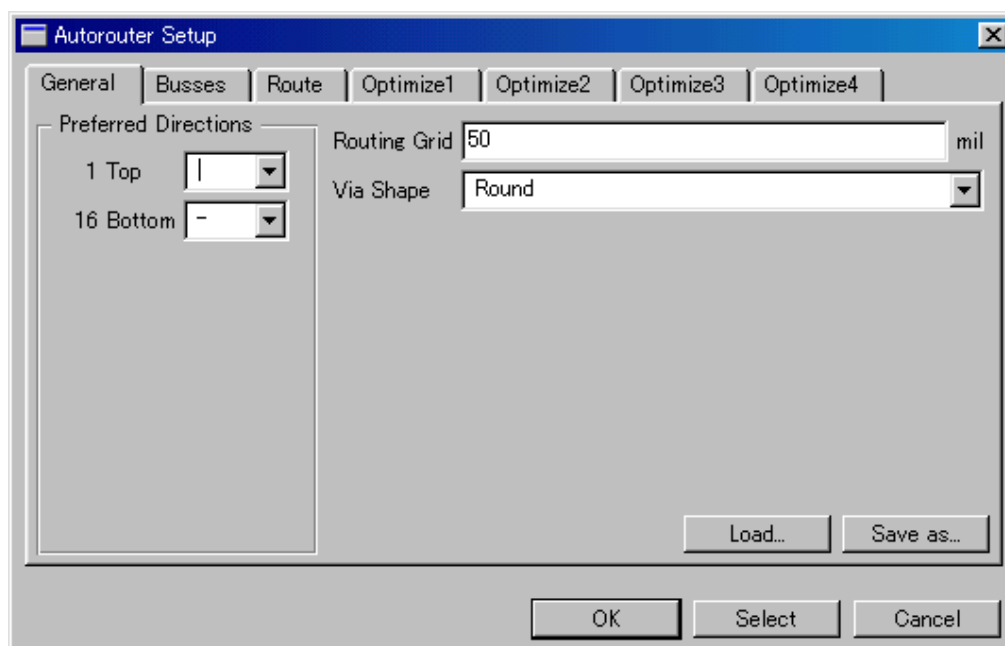 Autorouter Setup
General Busses Route Optimize1 Optimize2 Optimize3 Optimize4
Preferred Directions
1 Top |
16 Bottom -
Routing Grid 50 mil
Via Shape Round
Load... Save as...
OK Select Cancel